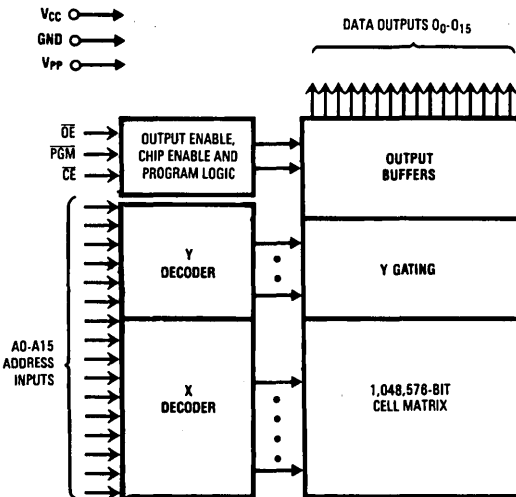 VCC
GND
VPP
DATA OUTPUTS O0-O15
OE
PGM
CE
OUTPUT ENABLE,
CHIP ENABLE AND
PROGRAM LOGIC
OUTPUT
BUFFERS
Y
DECODER
Y GATING
A0-A15
ADDRESS
INPUTS
X
DECODER
1,048,576-BIT
CELL MATRIX